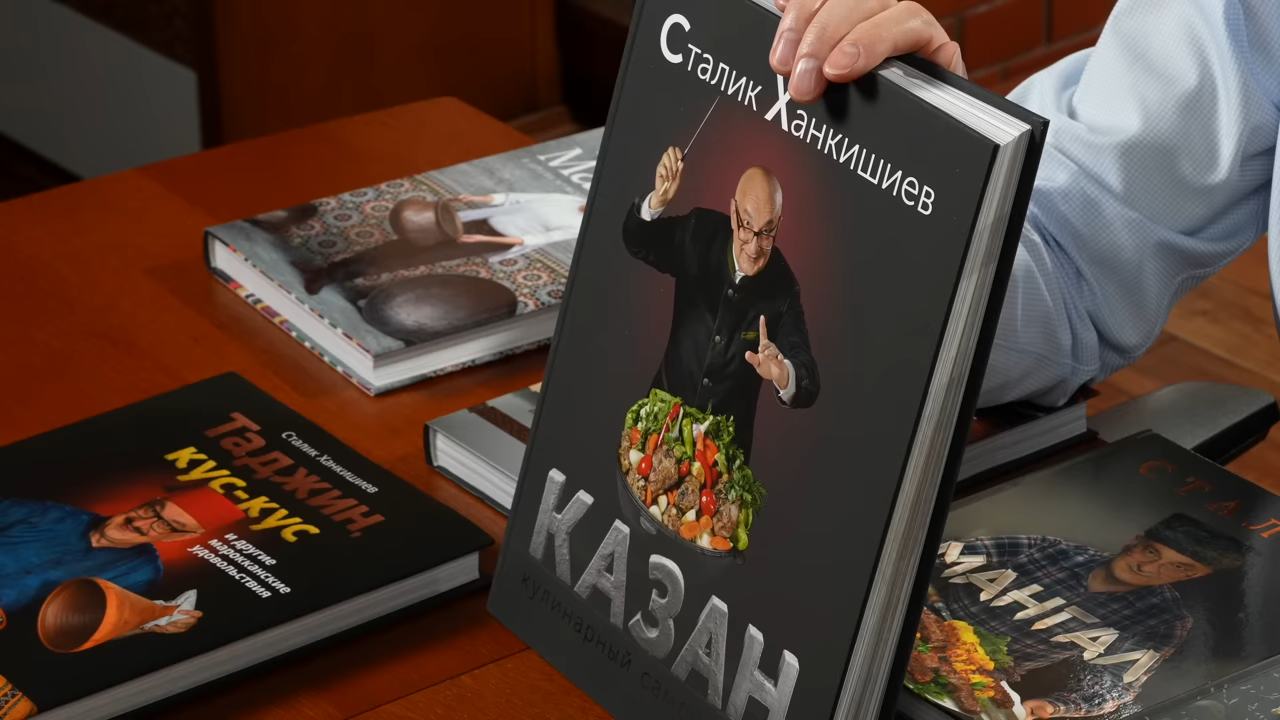 Сталик Ханкишиев
КАЗАН
кулинарный
Сталик Ханкишиев
Таджин,
кус-кус
и другие
марокканские
удовольствия
МАНГАЛ